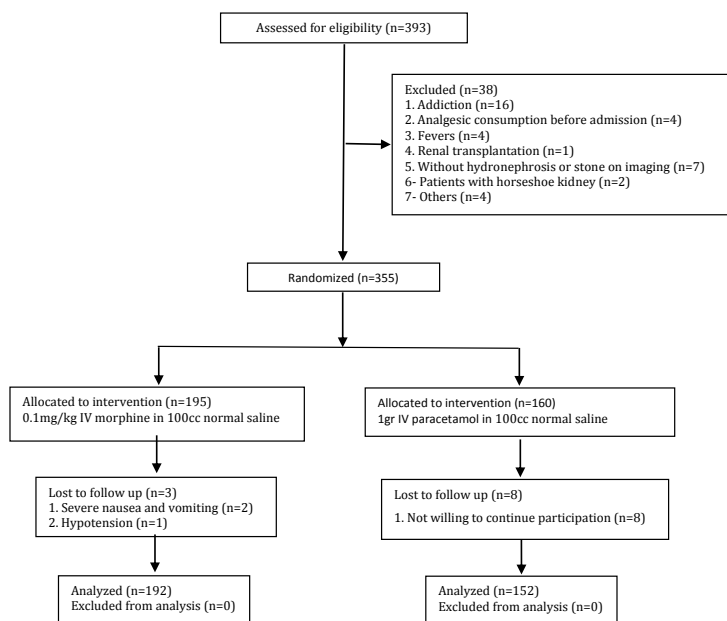 Assessed for eligibility (n=393)
Excluded (n=38)
1. Addiction (n=16)
2. Analgesic consumption before admission (n=4)
3. Fevers (n=4)
4. Renal transplantation (n=1)
5. Without hydronephrosis or stone on imaging (n=7)
6- Patients with horseshoe kidney (n=2)
7- Others (n=4)
Randomized (n=355)
Allocated to intervention (n=195)
0.1mg/kg IV morphine in 100cc normal saline
Allocated to intervention (n=160)
1gr IV paracetamol in 100cc normal saline
Lost to follow up (n=3)
1. Severe nausea and vomiting (n=2)
2. Hypotension (n=1)
Lost to follow up (n=8)
1. Not willing to continue participation (n=8)
Analyzed (n=192)
Excluded from analysis (n=0)
Analyzed (n=152)
Excluded from analysis (n=0)